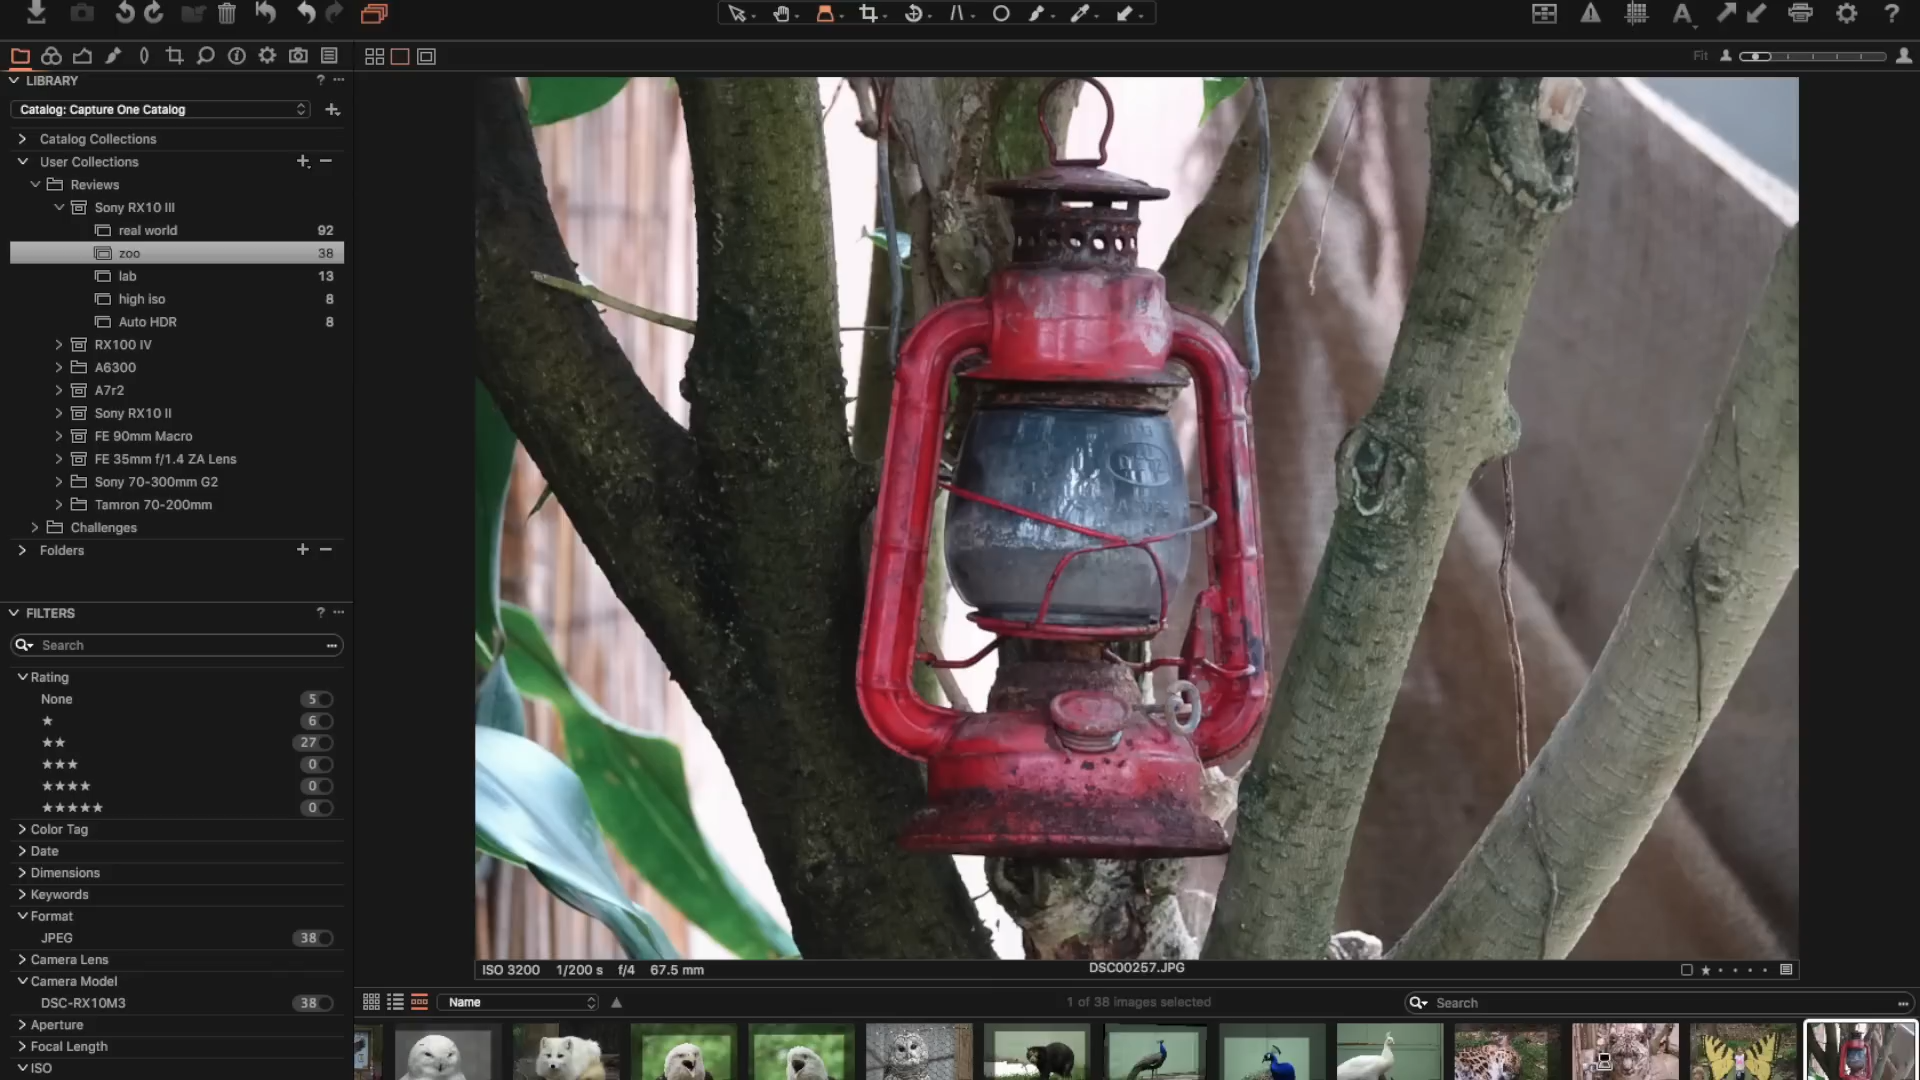 LIBRARY ? ...
Catalog: Capture One Catalog
Catalog Collections
User Collections
Reviews
Sony RX10 III
real world 92
zoo 38
lab 13
high iso 8
Auto HDR 8
RX100 IV
A6300
A7r2
Sony RX10 II
FE 90mm Macro
FE 35mm f/1.4 ZA Lens
Sony 70-300mm G2
Tamron 70-200mm
Challenges
Folders
FILTERS ? ...
Search
Rating
None 5
★ 6
★★ 27
★★★ 0
★★★★ 0
★★★★★ 0
Color Tag
Date
Dimensions
Keywords
Format
JPEG 38
Camera Lens
Camera Model
DSC-RX10M3 38
Aperture
Focal Length
ISO
Fit
ISO 3200 1/200 s f/4 67.5 mm
DSC00257.JPG
Name
1 of 38 images selected
Search